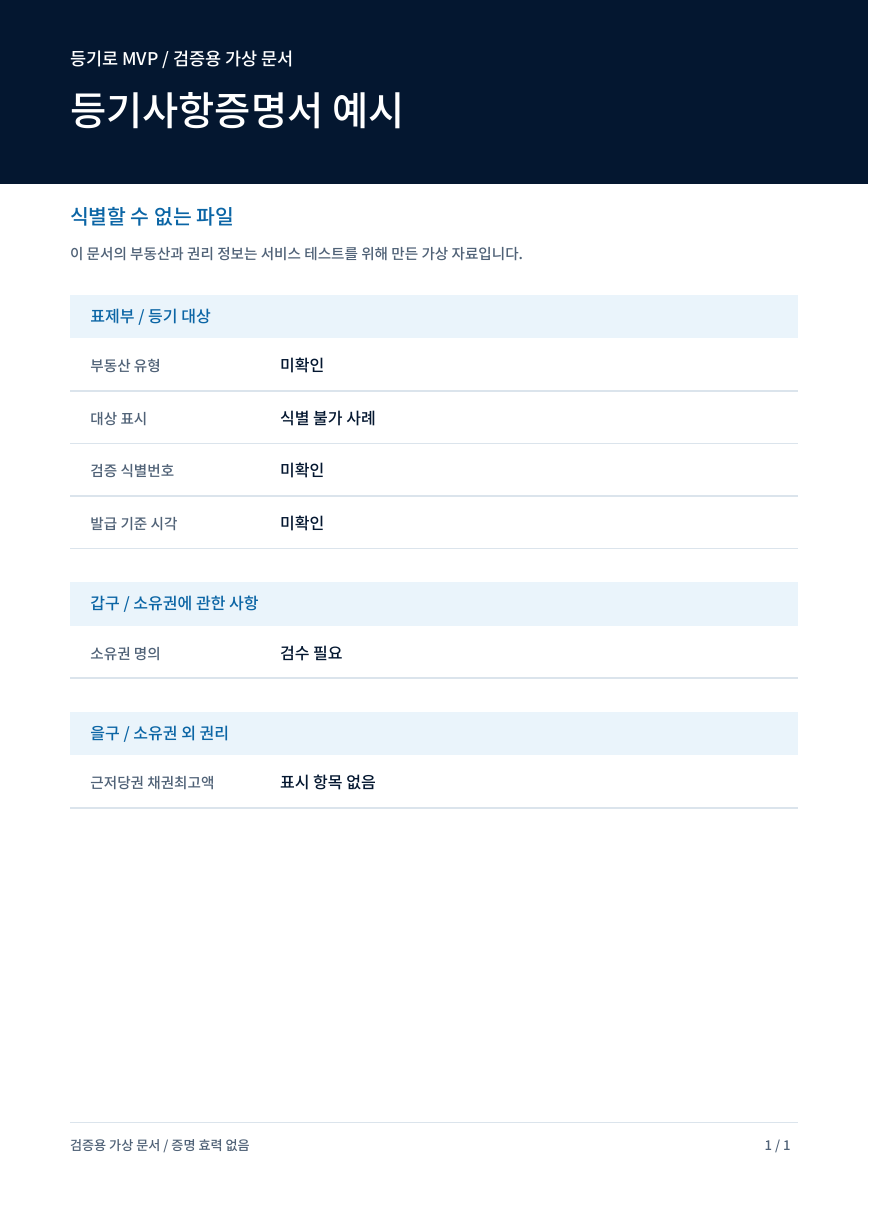 등기로 MVP / 검증용 가상 문서
등기사항증명서 예시
식별할 수 없는 파일
이 문서의 부동산과 권리 정보는 서비스 테스트를 위해 만든 가상 자료입니다.
표제부 / 등기 대상
부동산 유형 미확인
대상 표시 식별 불가 사례
검증 식별번호 미확인
발급 기준 시각 미확인
갑구 / 소유권에 관한 사항
소유권 명의 검수 필요
을구 / 소유권 외 권리
근저당권 채권최고액 표시 항목 없음
검증용 가상 문서 / 증명 효력 없음 1 / 1